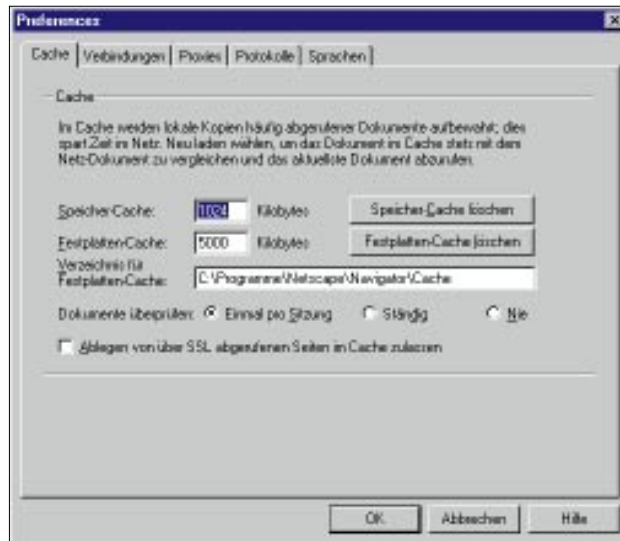 Preferences
Cache Verbindungen Proxies Protokolle Sprachen
Cache
Im Cache werden lokale Kopien häufig abgerufener Dokumente aufbewahrt; dies
spart Zeit im Netz. Neu laden wählen, um das Dokument im Cache stets mit dem
Netz-Dokument zu vergleichen und das aktuellste Dokument abzurufen.
Speicher-Cache: 1024 Kilobytes Speicher-Cache löschen
Festplatten-Cache: 5000 Kilobytes Festplatten-Cache löschen
Verzeichnis für
Festplatten-Cache: C:\Programme\Netscape\Navigator\Cache
Dokumente überprüfen: Einmal pro Sitzung Ständig Nie
Ablegen von über SSL abgerufenen Seiten im Cache zulassen
OK Abbrechen Hilfe